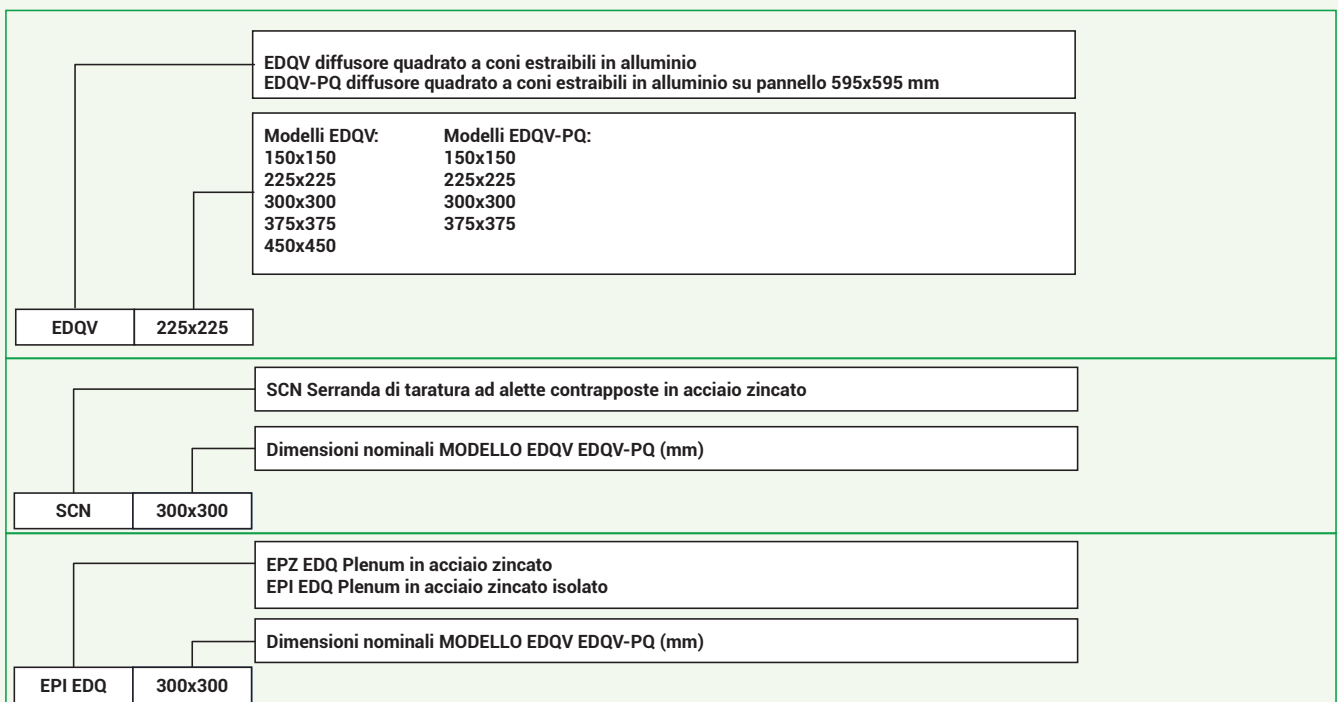 EDQV diffusore quadrato a coni estraibili in alluminio
EDQV-PQ diffusore quadrato a coni estraibili in alluminio su pannello 595x595 mm
Modelli EDQV: Modelli EDQV-PQ:
150x150 150x150
225x225 225x225
300x300 300x300
375x375 375x375
450x450
EDQV 225x225
SCN Serranda di taratura ad alette contrapposte in acciaio zincato
Dimensioni nominali MODELLO EDQV EDQV-PQ (mm)
SCN 300x300
EPZ EDQ Plenum in acciaio zincato
EPI EDQ Plenum in acciaio zincato isolato
Dimensioni nominali MODELLO EDQV EDQV-PQ (mm)
EPI EDQ 300x300